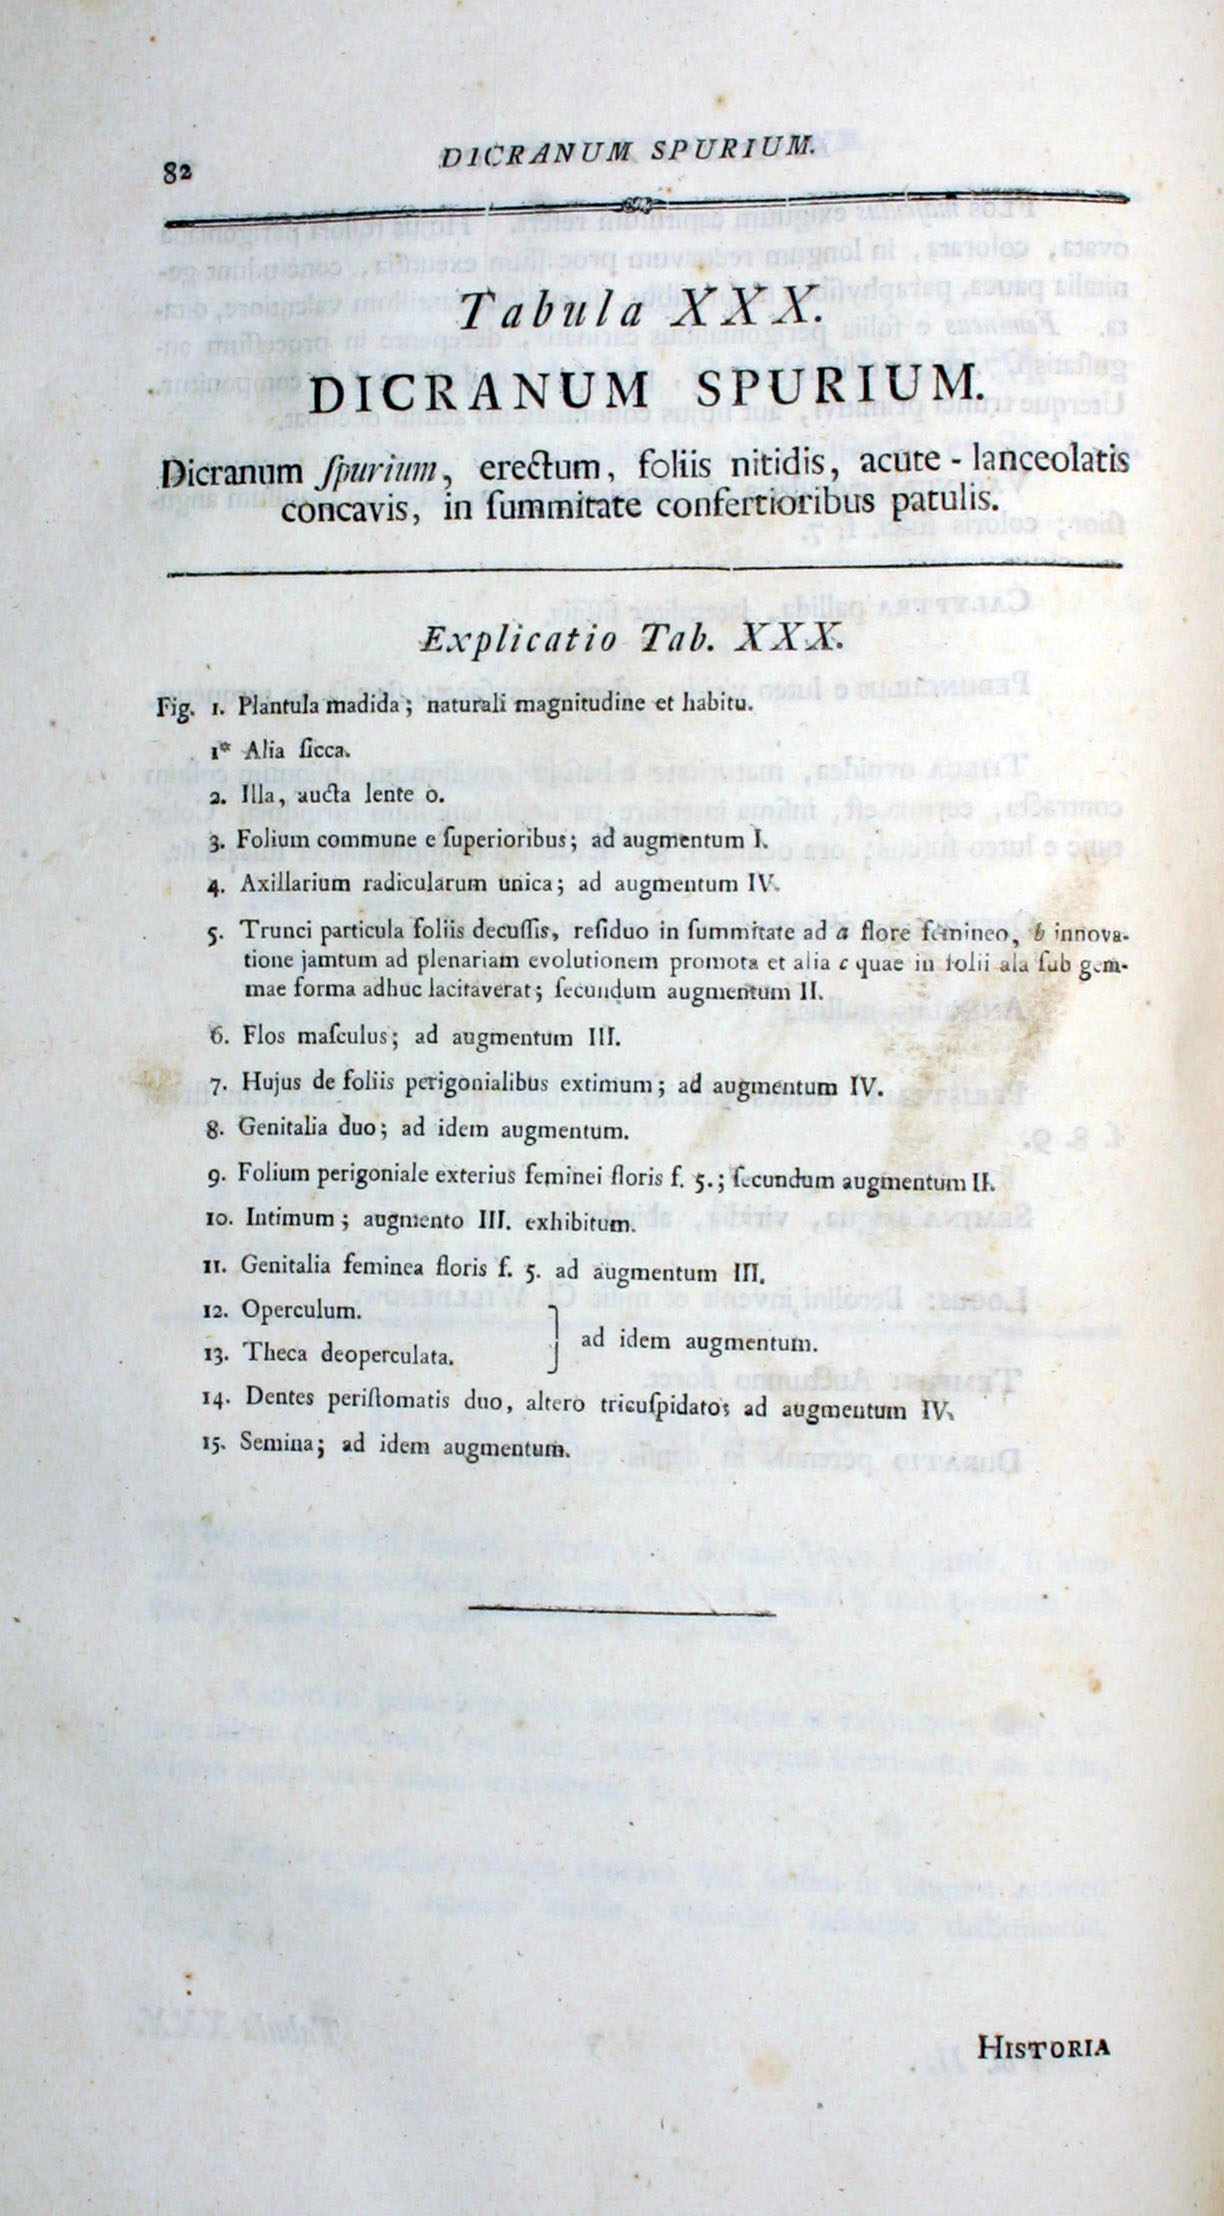 82
DICRANUM SPURIUM.
Tabula XXX.
DICRANUM SPURIUM.
Dicranum ſpurium, erectum, foliis nitidis, acute-lanceolatis
concavis, in ſummitate confertioribus patulis.
Explicatio Tab. XXX.
Fig. 1. Plantula madida; naturali magnitudine et habitu.
1* Alia ſicca.
2. Illa, aucta lente o.
3. Folium commune e ſuperioribus; ad augmentum I.
4. Axillarium radicularum unica; ad augmentum IV.
5. Trunci particula foliis decuſſis, reſiduo in ſummitate ad a flore femineo, b innova-
tione jamtum ad plenariam evolutionem promota et alia c quae in folii ala ſub gem-
mae forma adhuc lacitaverat; ſecundum augmentum II.
6. Flos maſculus; ad augmentum III.
7. Hujus de foliis perigonialibus extimum; ad augmentum IV.
8. Genitalia duo; ad idem augmentum.
9. Folium perigoniale exterius feminei floris f. 5.; ſecundum augmentum II.
10. Intimum; augmento III. exhibitum.
11. Genitalia feminea floris f. 5. ad augmentum III.
12. Operculum.
13. Theca deoperculata.
ad idem augmentum.
14. Dentes periſtomatis duo, altero tricuſpidato; ad augmentum IV.
15. Semina; ad idem augmentum.
HISTORIA